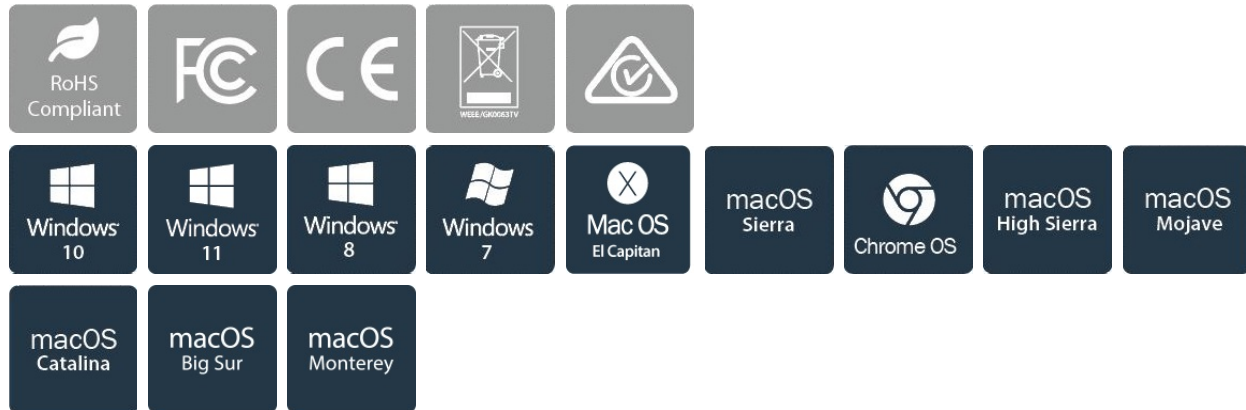 RoHS
Compliant
FC
CE
WEEE/GK0083TV
Windows
10
Windows
11
Windows
8
Windows
7
X
Mac OS
El Capitan
macOS
Sierra
Chrome OS
macOS
High Sierra
macOS
Mojave
macOS
Catalina
macOS
Big Sur
macOS
Monterey